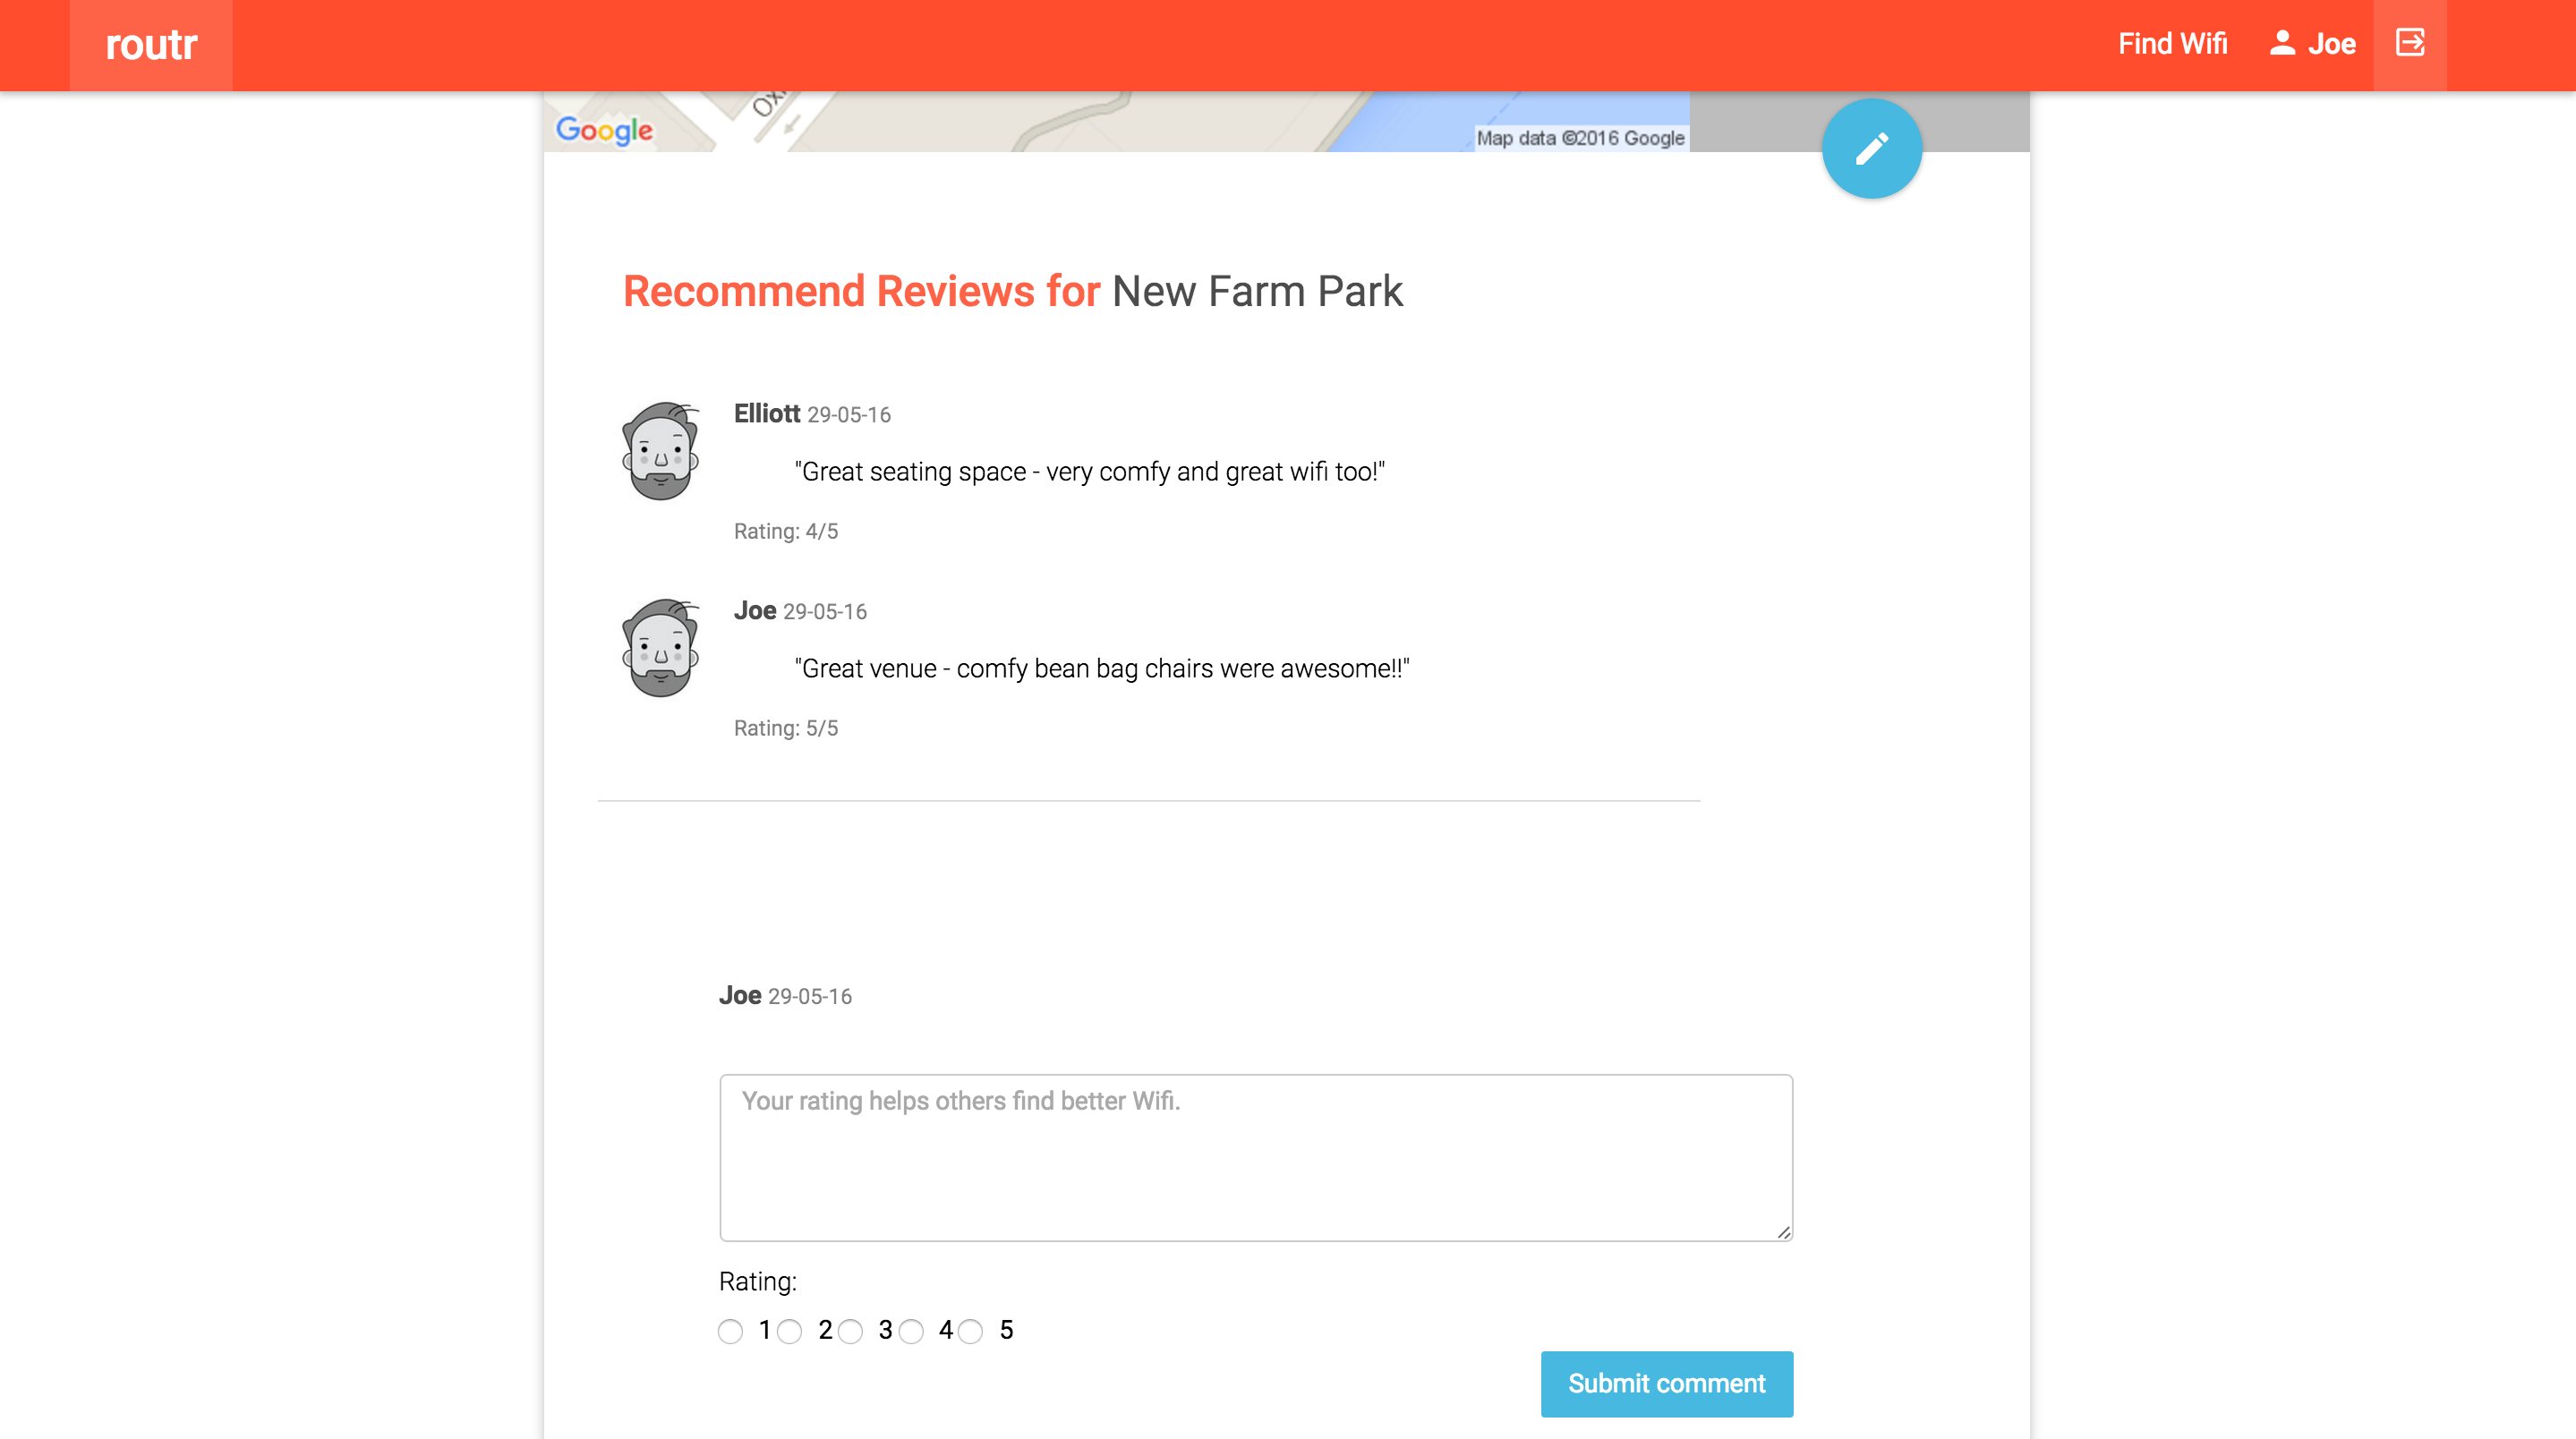 routr
Find Wifi
Joe
Google
Map data ©2016 Google
Recommend Reviews for New Farm Park
Elliott 29-05-16
"Great seating space - very comfy and great wifi too!"
Rating: 4/5
Joe 29-05-16
"Great venue - comfy bean bag chairs were awesome!!"
Rating: 5/5
Joe 29-05-16
Your rating helps others find better Wifi.
Rating:
1 2 3 4 5
Submit comment